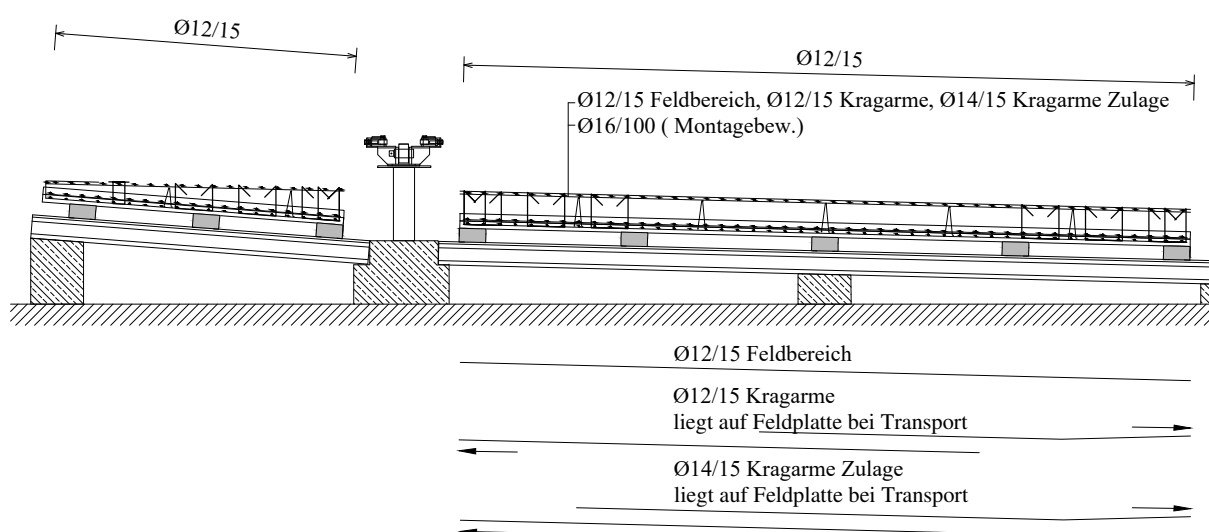 Ø12/15
Ø12/15
Ø12/15 Feldbereich, Ø12/15 Kragarme, Ø14/15 Kragarme Zulage
Ø16/100 ( Montagebew.)
Ø12/15 Feldbereich
Ø12/15 Kragarme
liegt auf Feldplatte bei Transport
Ø14/15 Kragarme Zulage
liegt auf Feldplatte bei Transport